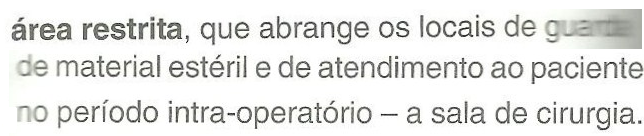 área restrita, que abrange os locais de guarda
de material estéril e de atendimento ao paciente
no período intra-operatório – a sala de cirurgia.